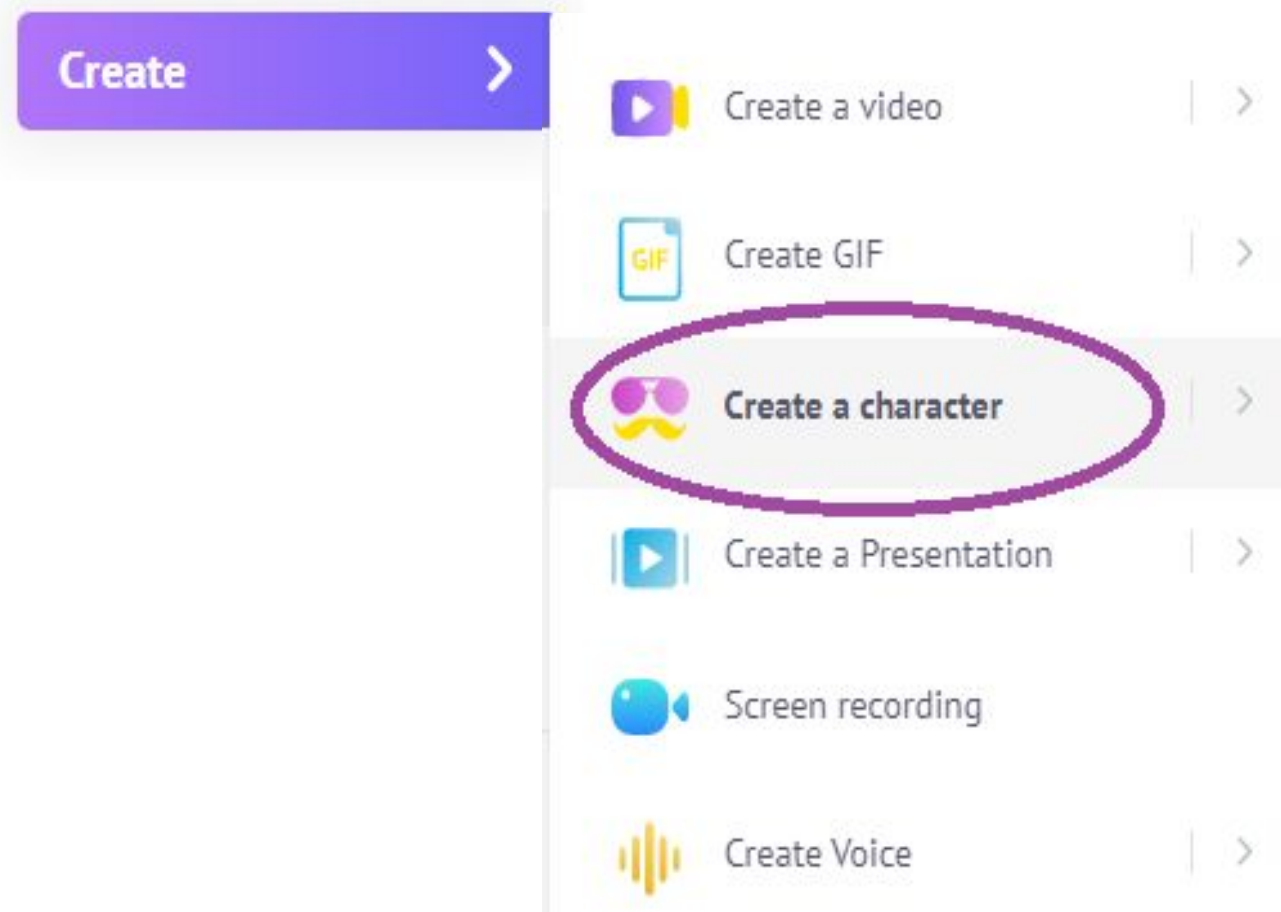 Create
Create a video
GIF
Create GIF
Create a character
Create a Presentation
Screen recording
Create Voice